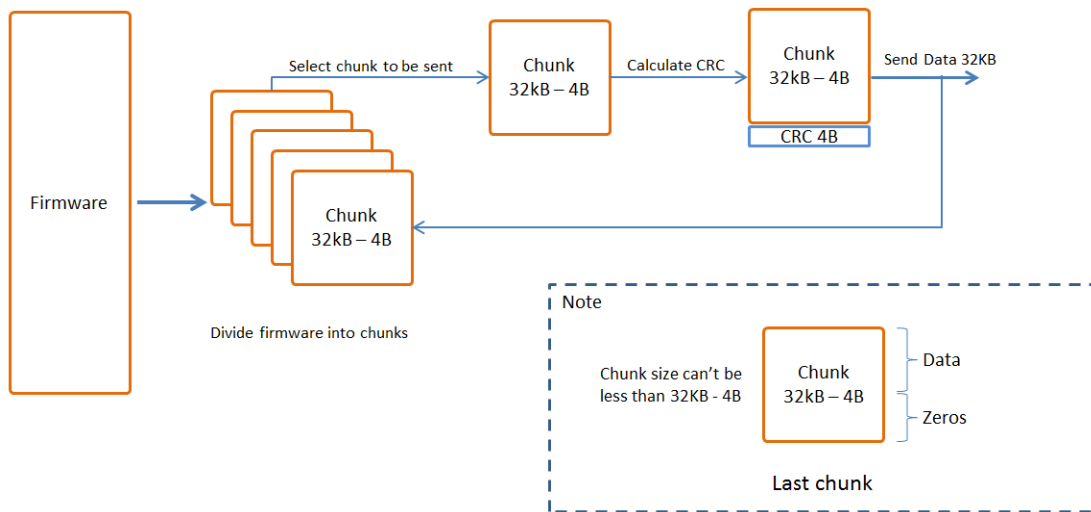 Firmware
Divide firmware into chunks
Chunk
32kB – 4B
Select chunk to be sent
Chunk
32kB – 4B
Calculate CRC
Chunk
32kB – 4B
CRC 4B
Send Data 32KB
Note
Chunk size can't be
less than 32KB - 4B
Chunk
32kB – 4B
Data
Zeros
Last chunk